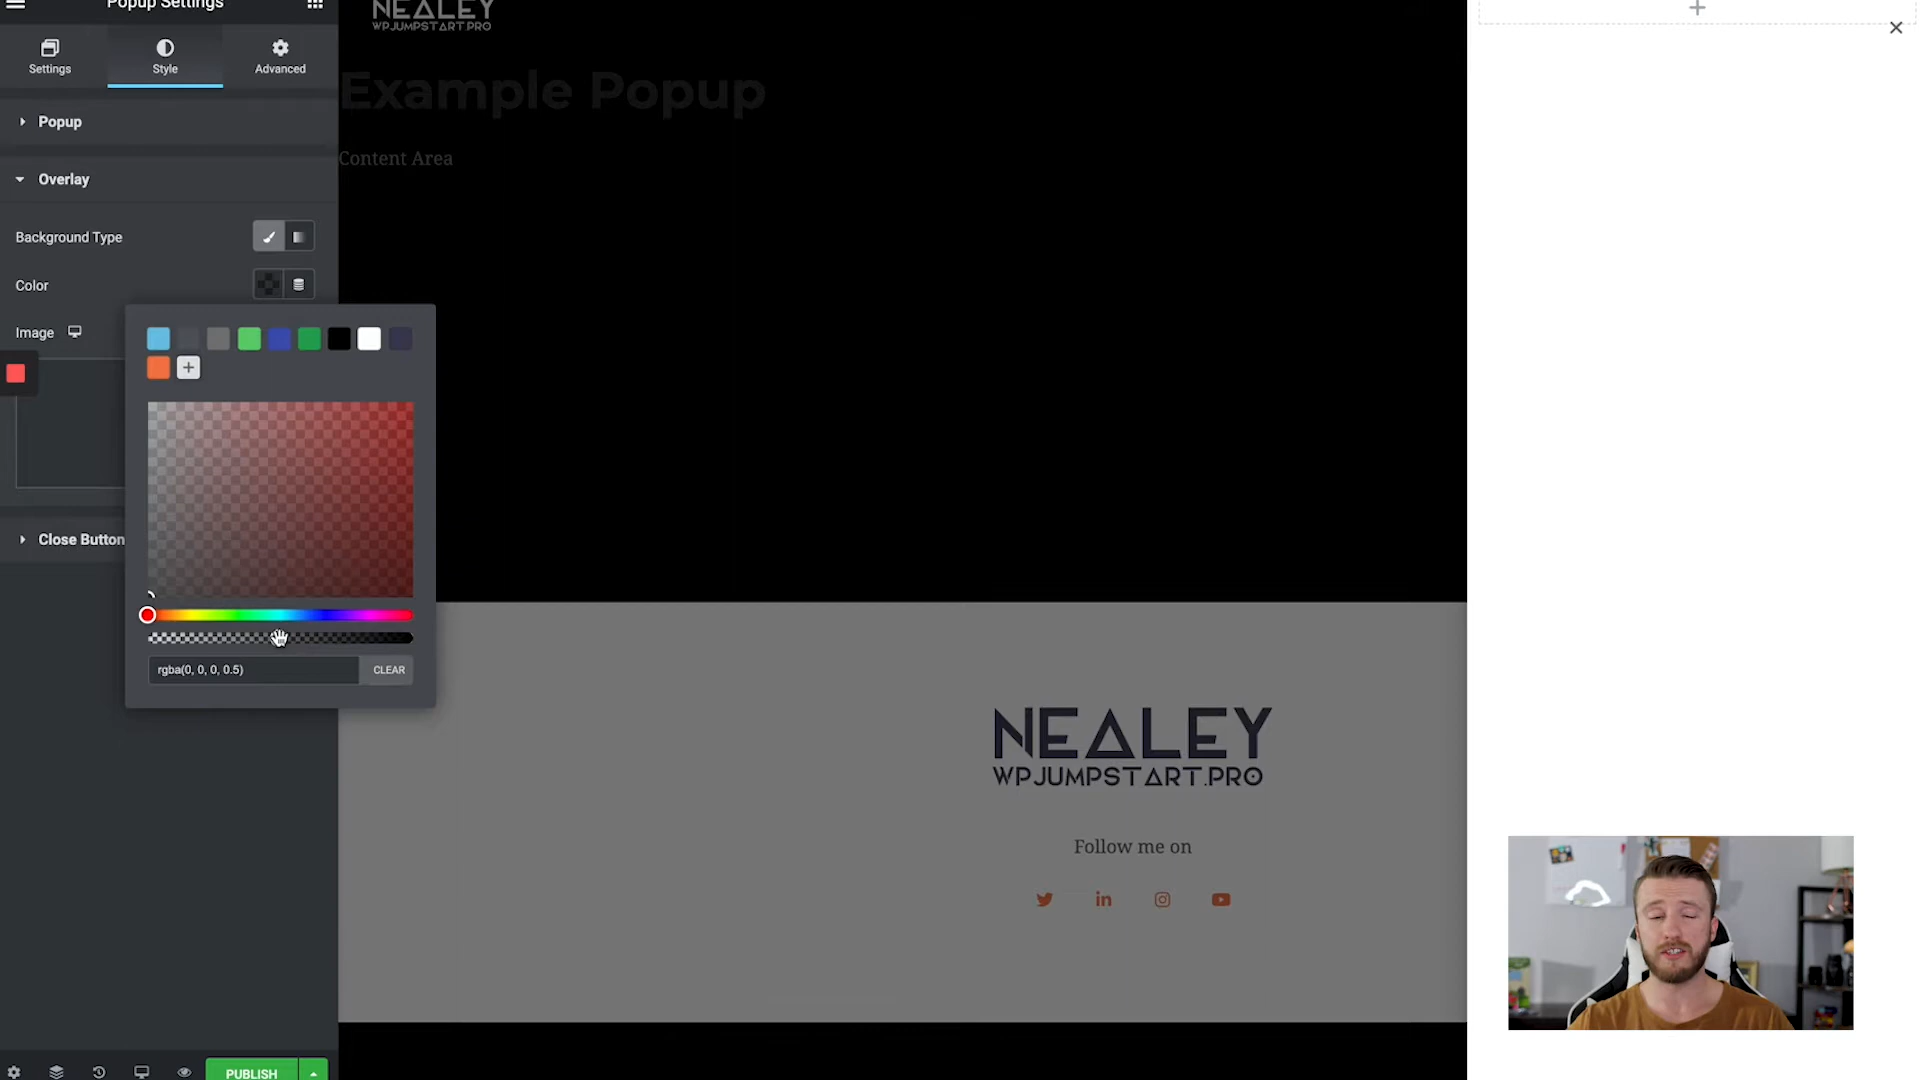 Popup Settings
NEALEY
WPJUMPSTART.PRO
Settings
Style
Advanced
Example Popup
Popup
Content Area
Overlay
Background Type
Color
Image
Close Button
rgba(0, 0, 0, 0.5)
CLEAR
NEALEY
WPJUMPSTART.PRO
Follow me on
PUBLISH